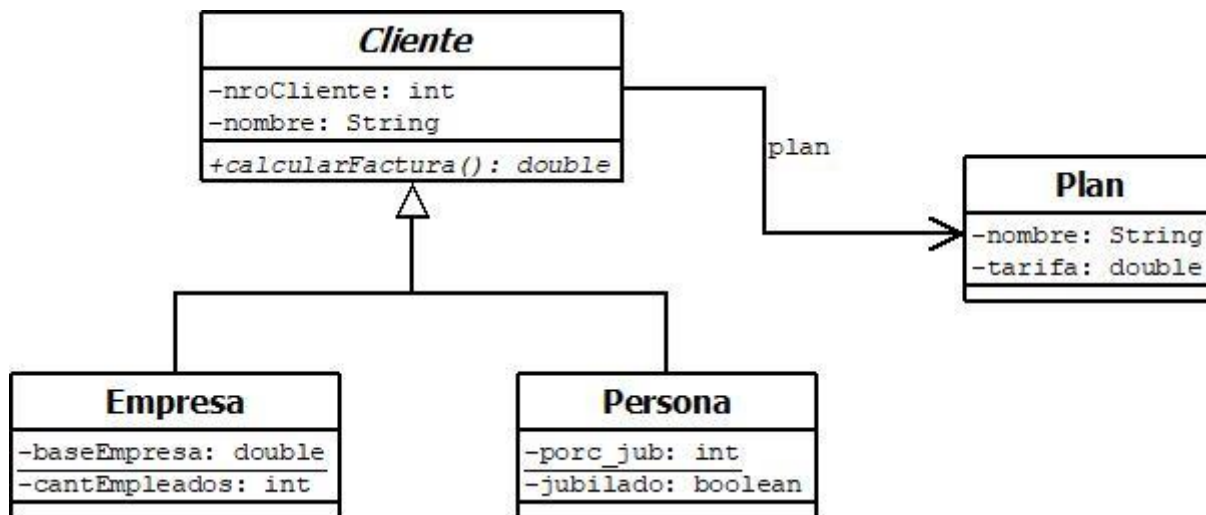 Cliente
-nroCliente: int
-nombre: String
+calcularFactura(): double
plan
Plan
-nombre: String
-tarifa: double
Empresa
-baseEmpresa: double
-cantEmpleados: int
Persona
-porc_jub: int
-jubilado: boolean